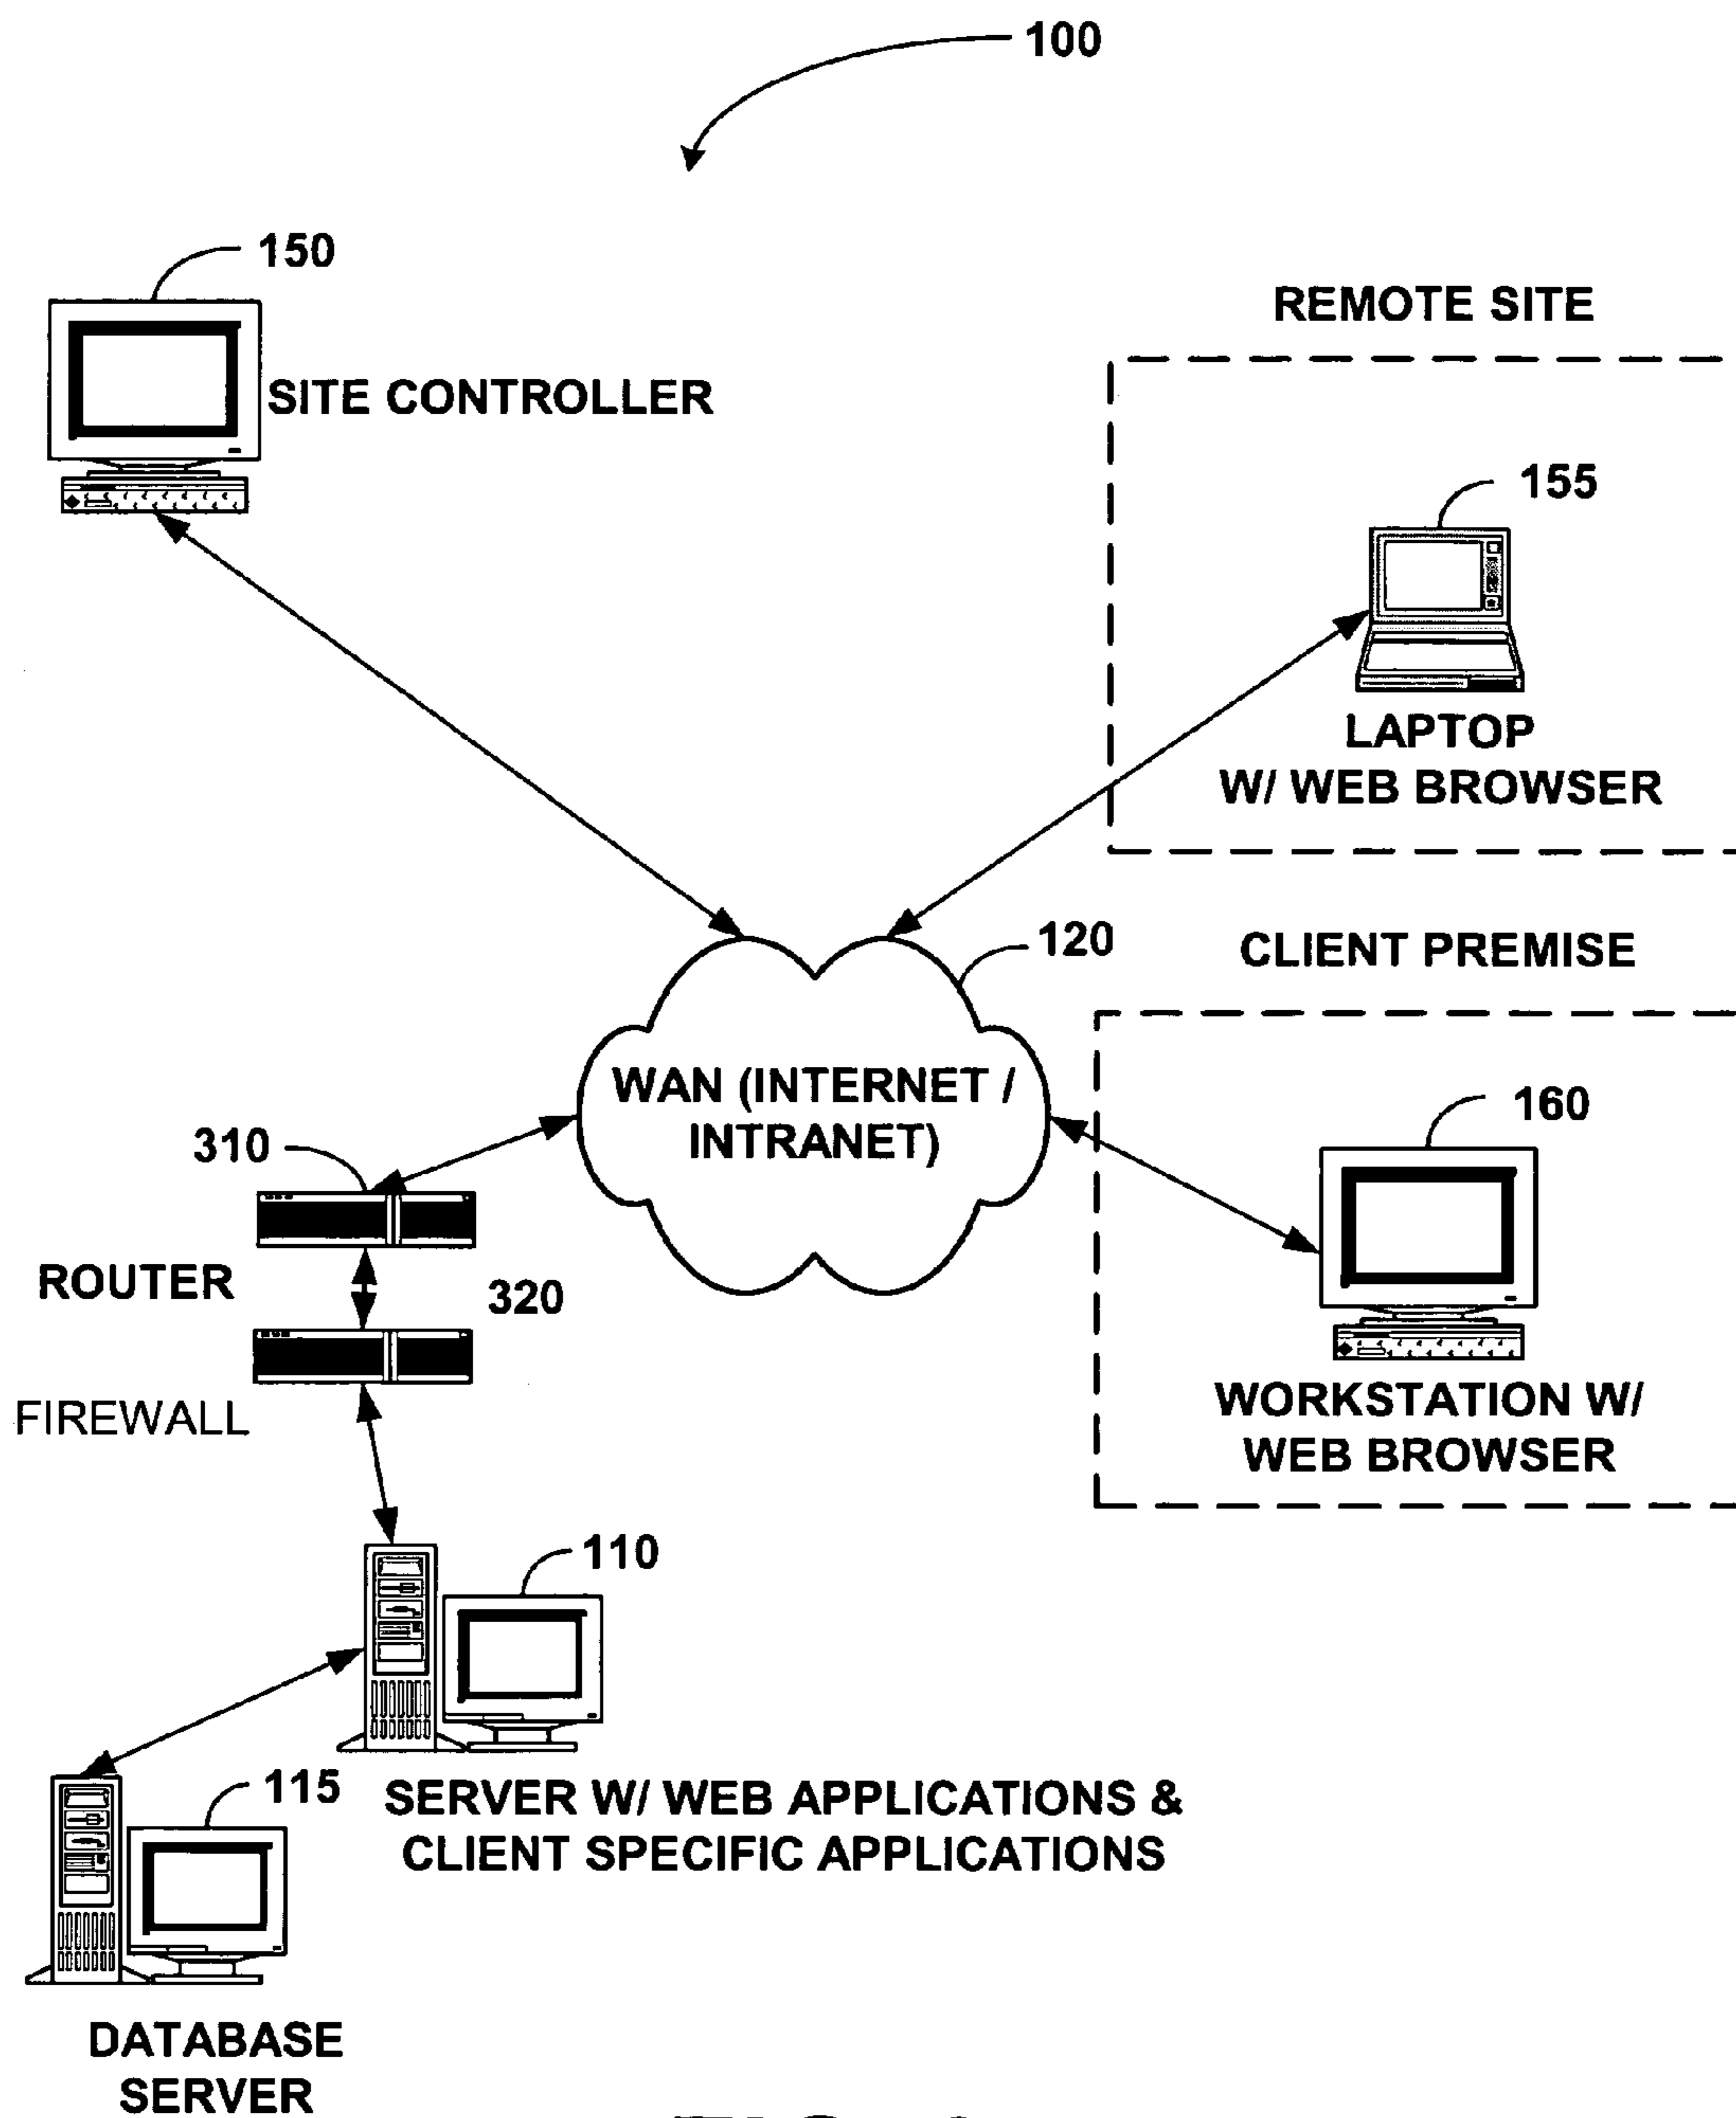 100
150
SITE CONTROLLER
REMOTE SITE
155
LAPTOP
W/ WEB BROWSER
120
CLIENT PREMISE
WAN (INTERNET /
INTRANET)
160
310
ROUTER
320
FIREWALL
WORKSTATION W/
WEB BROWSER
110
115
SERVER W/ WEB APPLICATIONS &
CLIENT SPECIFIC APPLICATIONS
DATABASE
SERVER